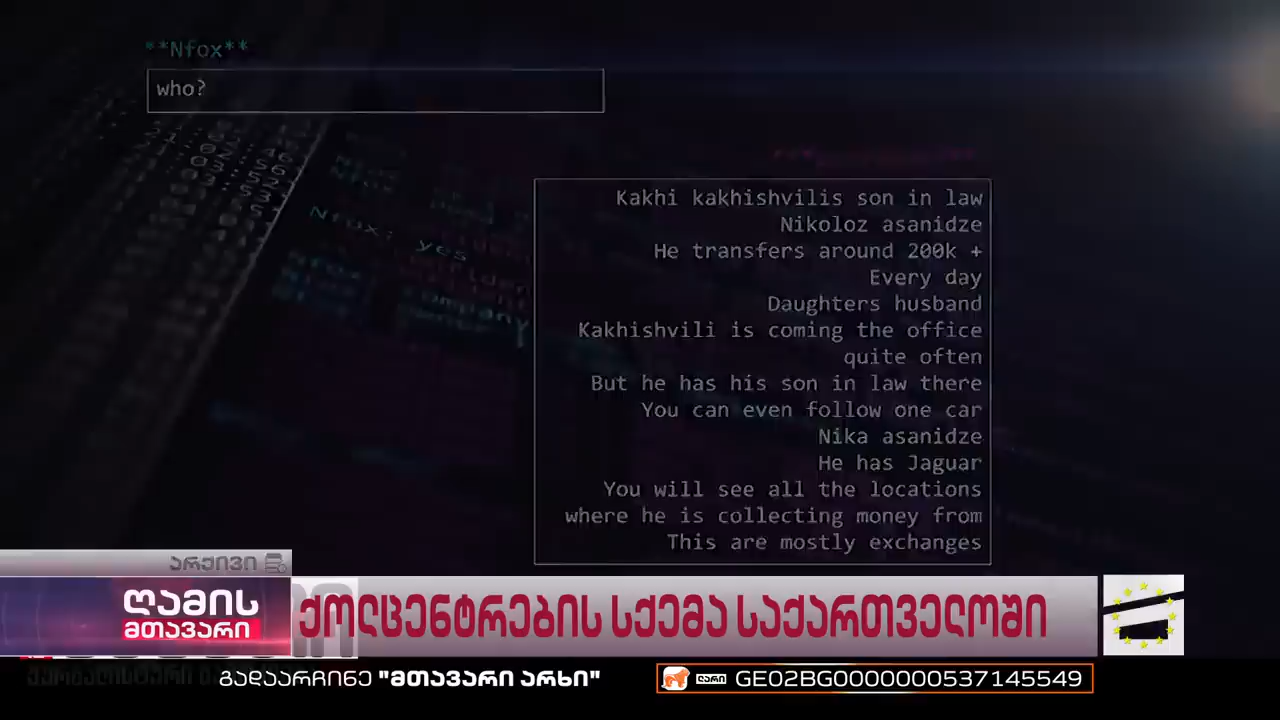 **Nfox**
who?
Kakhi kakhishvilis son in law
Nikoloz asanidze
He transfers around 200k +
Every day
Daughters husband
Kakhishvili is coming the office
quite often
But he has his son in law there
You can even follow one car
Nika asanidze
He has Jaguar
You will see all the locations
where he is collecting money from
This are mostly exchanges
Nfox: yes
არქივი
ღამის
მთავარი
ქოლცენტრების სქემა საქართველოში
გადაარჩინე "მთავარი არხი"
ლარი GE02BG0000000537145549